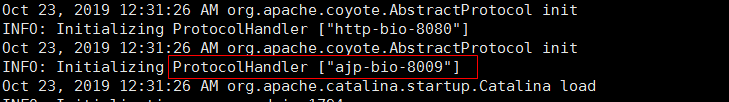 Oct 23, 2019 12:31:26 AM org.apache.coyote.AbstractProtocol init
INFO: Initializing ProtocolHandler ["http-bio-8080"]
Oct 23, 2019 12:31:26 AM org.apache.coyote.AbstractProtocol init
INFO: Initializing ProtocolHandler ["ajp-bio-8009"]
Oct 23, 2019 12:31:26 AM org.apache.catalina.startup.Catalina load